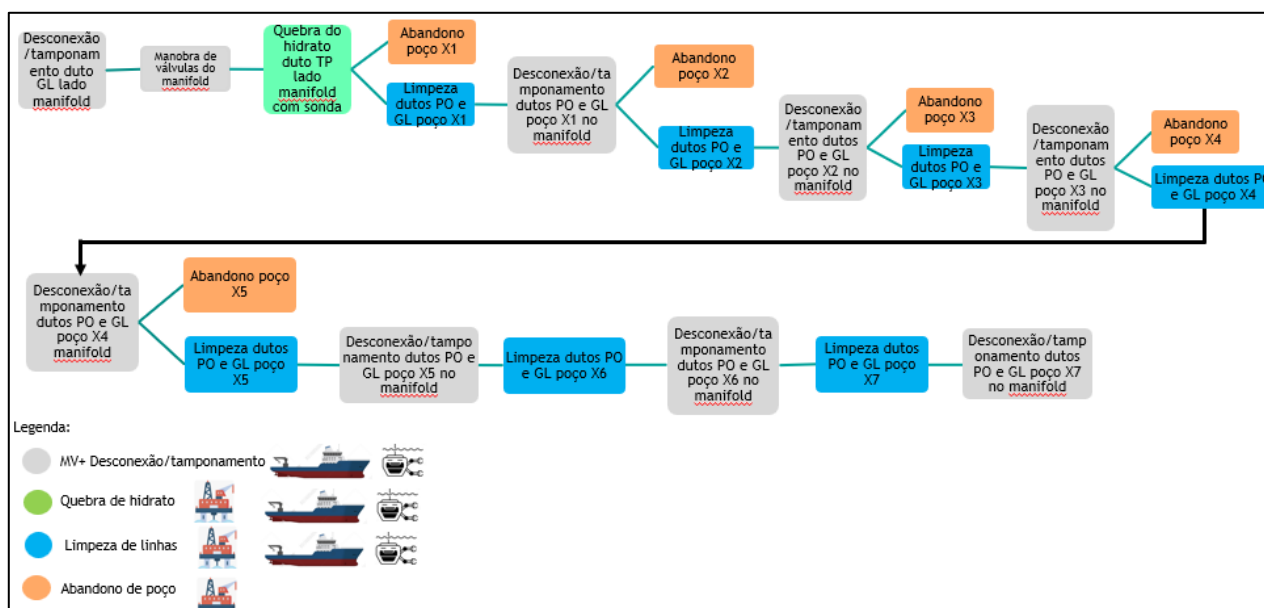 Desconexão
/tamponam
ento duto
GL lado
manifold
Manobra de
válvulas do
manifold
Quebra do
hidrato
duto TP
lado
manifold
com sonda
Abandono
poço X1
Limpeza
dutos PO e
GL poço X1
Desconexão/ta
mponamento
dutos PO e GL
poço X1 no
manifold
Abandono
poço X2
Limpeza
dutos PO e
GL poço X2
Desconexão
/tamponam
ento dutos
PO e GL
poço X2 no
manifold
Abandono
poço X3
Limpeza
dutos PO e
GL poço X3
Desconexão
/tamponam
ento dutos
PO e GL
poço X3 no
manifold
Abandono
poço X4
Limpeza dutos PO
e GL poço X4
Desconexão/ta
mponamento
dutos PO e GL
poço X4
manifold
Abandono poço
X5
Limpeza dutos
PO e GL poço
X5
Desconexão/tampo
namento dutos PO e
GL poço X5 no
manifold
Limpeza dutos PO
e GL poço X6
Desconexão/ta
mponamento
dutos PO e GL
poço X6 no
manifold
Limpeza dutos
PO e GL poço
X7
Desconexão/tamp
onamento dutos
PO e GL poço X7
no manifold
Legenda:
MV+ Desconexão/tamponamento
Quebra de hidrato
Limpeza de linhas
Abandono de poço